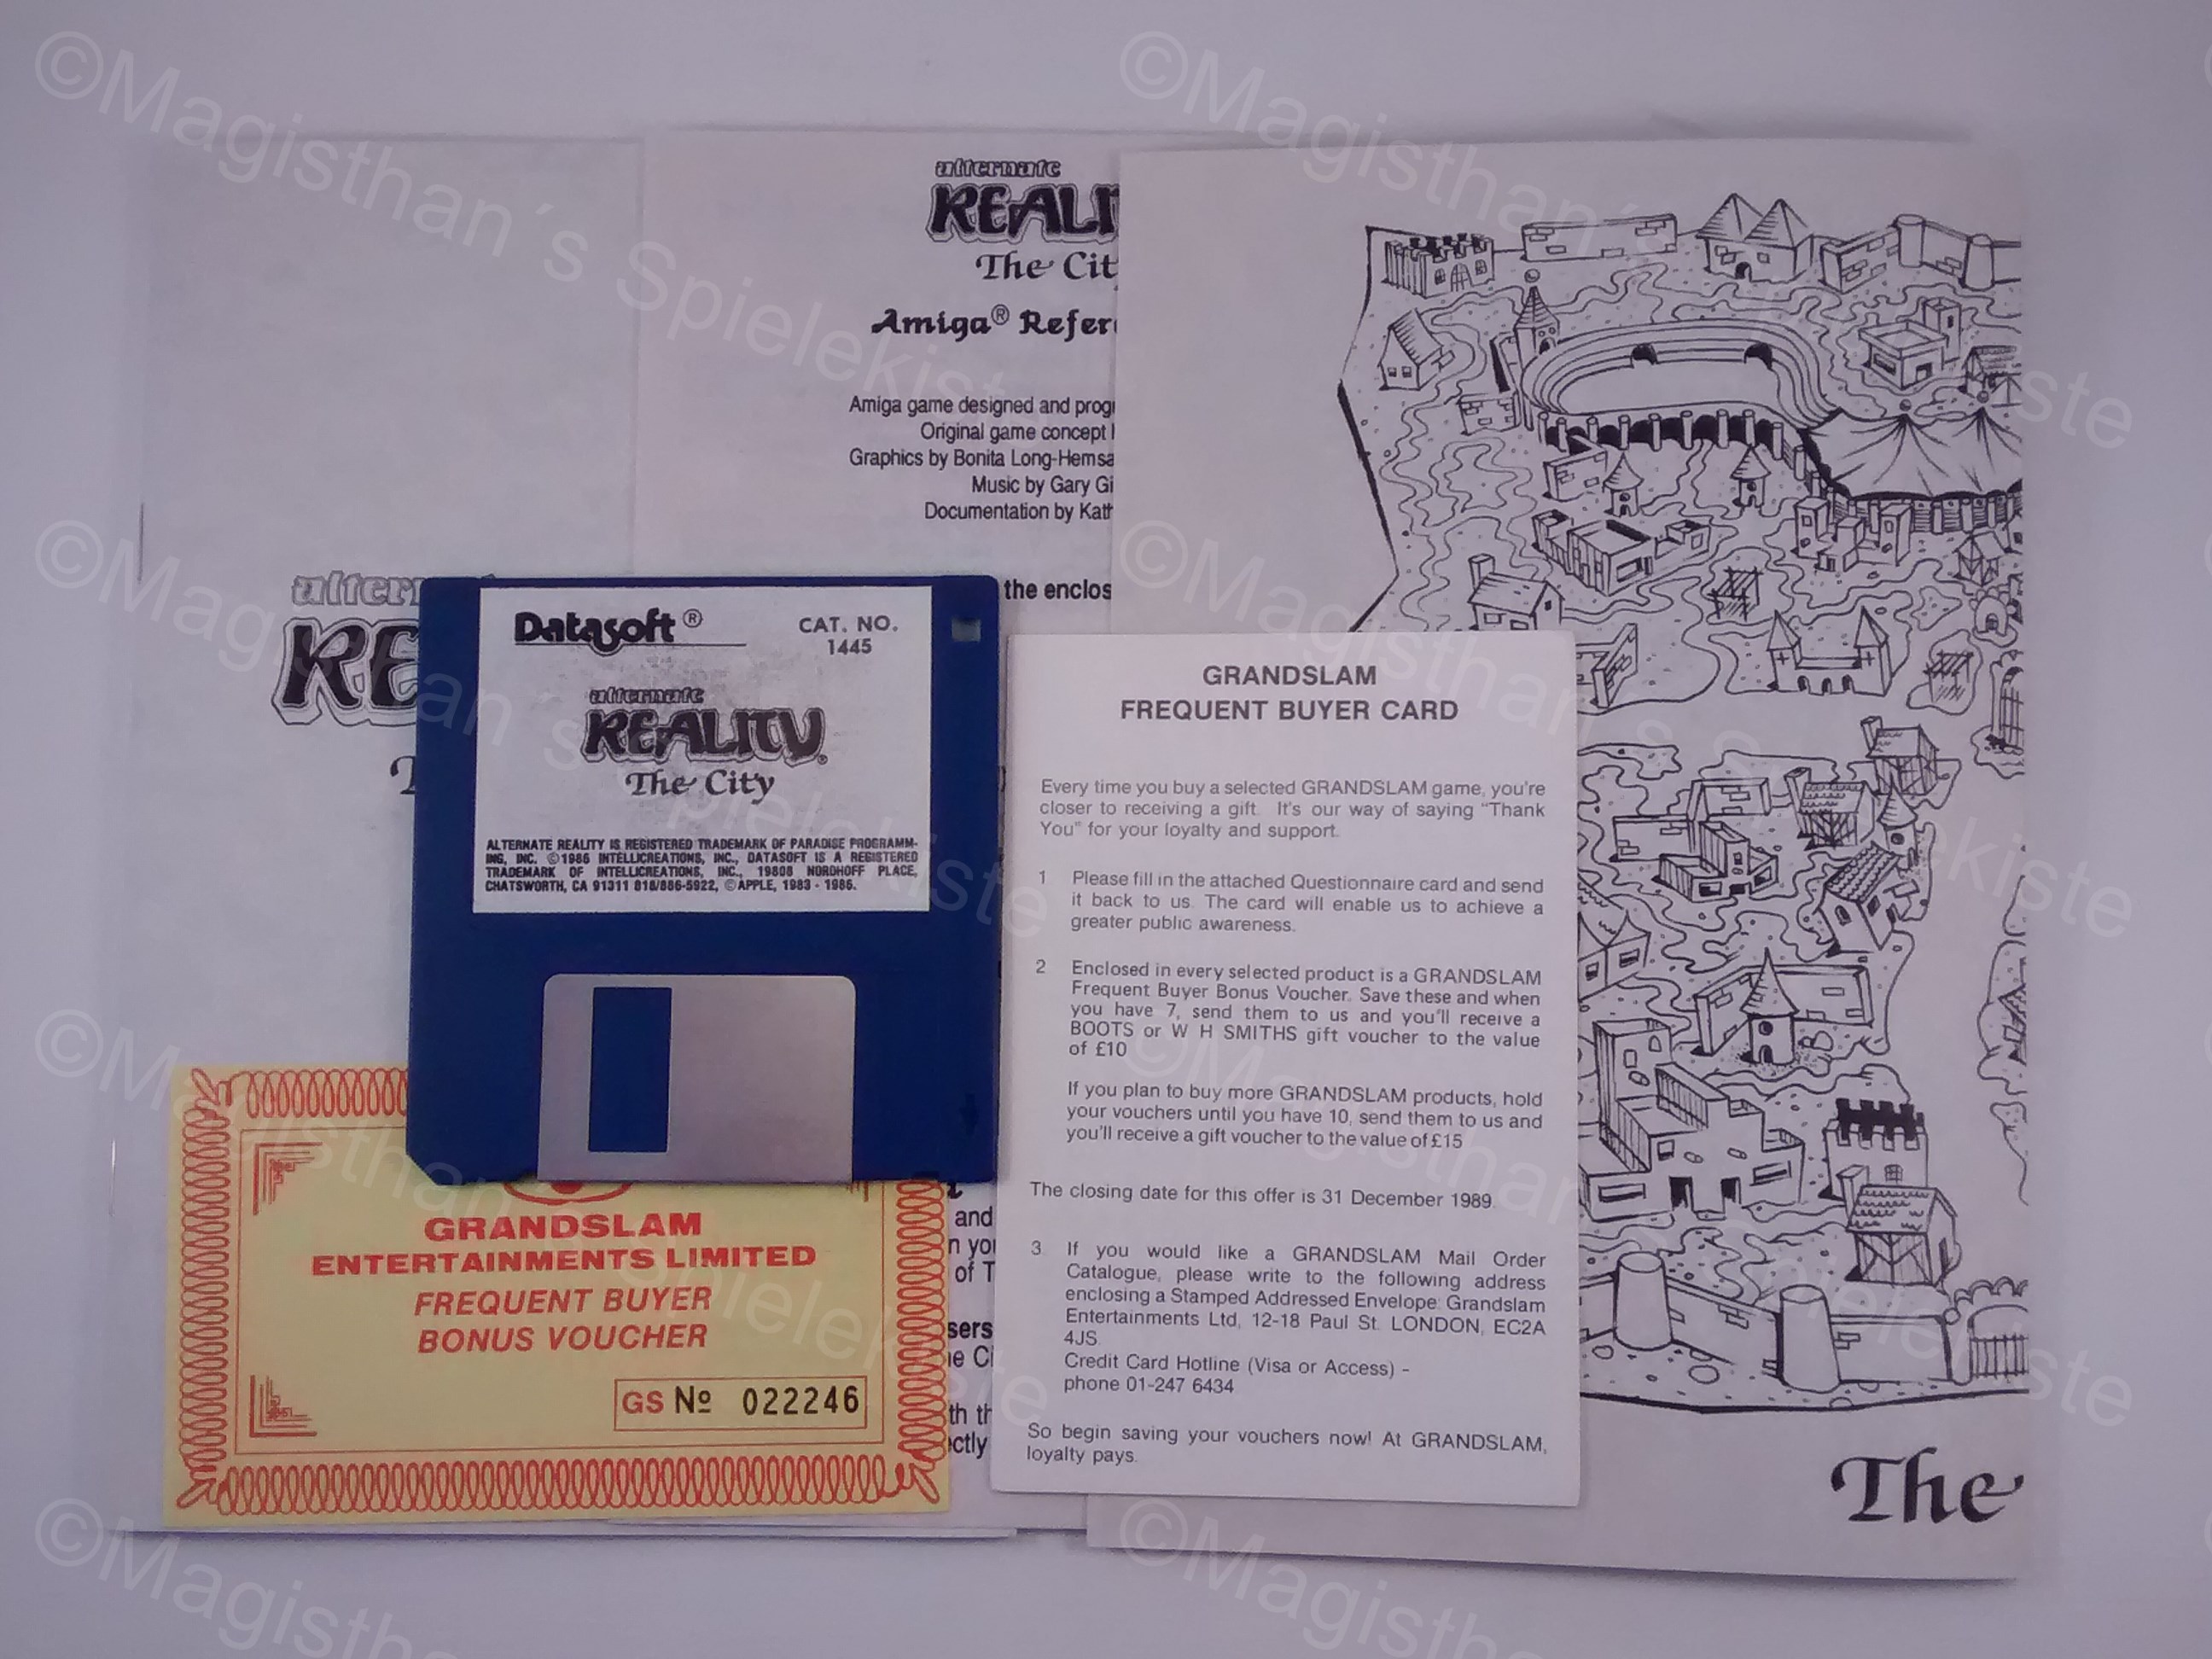 ©Magisthan´s Spielekiste
alternate
REALI
The Cit
Amiga® Refer
Amiga game designed and prog
Original game concept
Graphics by Bonita Long-Hemsa
Music by Gary Gi
Documentation by Kath
the enclos
altern
RE
T
Datasoft®
CAT. NO.
1445
alternate
REALITY®
The City
ALTERNATE REALITY IS REGISTERED TRADEMARK OF PARADISE PROGRAMM-
ING, INC. ©1986 INTELLICREATIONS, INC., DATASOFT IS A REGISTERED
TRADEMARK OF INTELLICREATIONS, INC., 19808 NORDHOFF PLACE,
CHATSWORTH, CA 91311 818/886-5922, ©APPLE, 1983 - 1986.
GRANDSLAM
ENTERTAINMENTS LIMITED
FREQUENT BUYER
BONUS VOUCHER
GS Nº 022246
and
n you
of T
sers
e Ci
th th
ctly
GRANDSLAM
FREQUENT BUYER CARD
Every time you buy a selected GRANDSLAM game, you're
closer to receiving a gift. It's our way of saying "Thank
You" for your loyalty and support.
1 Please fill in the attached Questionnaire card and send
it back to us. The card will enable us to achieve a
greater public awareness.
2 Enclosed in every selected product is a GRANDSLAM
Frequent Buyer Bonus Voucher. Save these and when
you have 7, send them to us and you'll receive a
BOOTS or W H SMITHS gift voucher to the value
of £10
If you plan to buy more GRANDSLAM products, hold
your vouchers until you have 10, send them to us and
you'll receive a gift voucher to the value of £15
The closing date for this offer is 31 December 1989.
3. If you would like a GRANDSLAM Mail Order
Catalogue, please write to the following address
enclosing a Stamped Addressed Envelope: Grandslam
Entertainments Ltd, 12-18 Paul St. LONDON, EC2A
4JS.
Credit Card Hotline (Visa or Access) -
phone 01-247 6434
So begin saving your vouchers now! At GRANDSLAM,
loyalty pays.
The